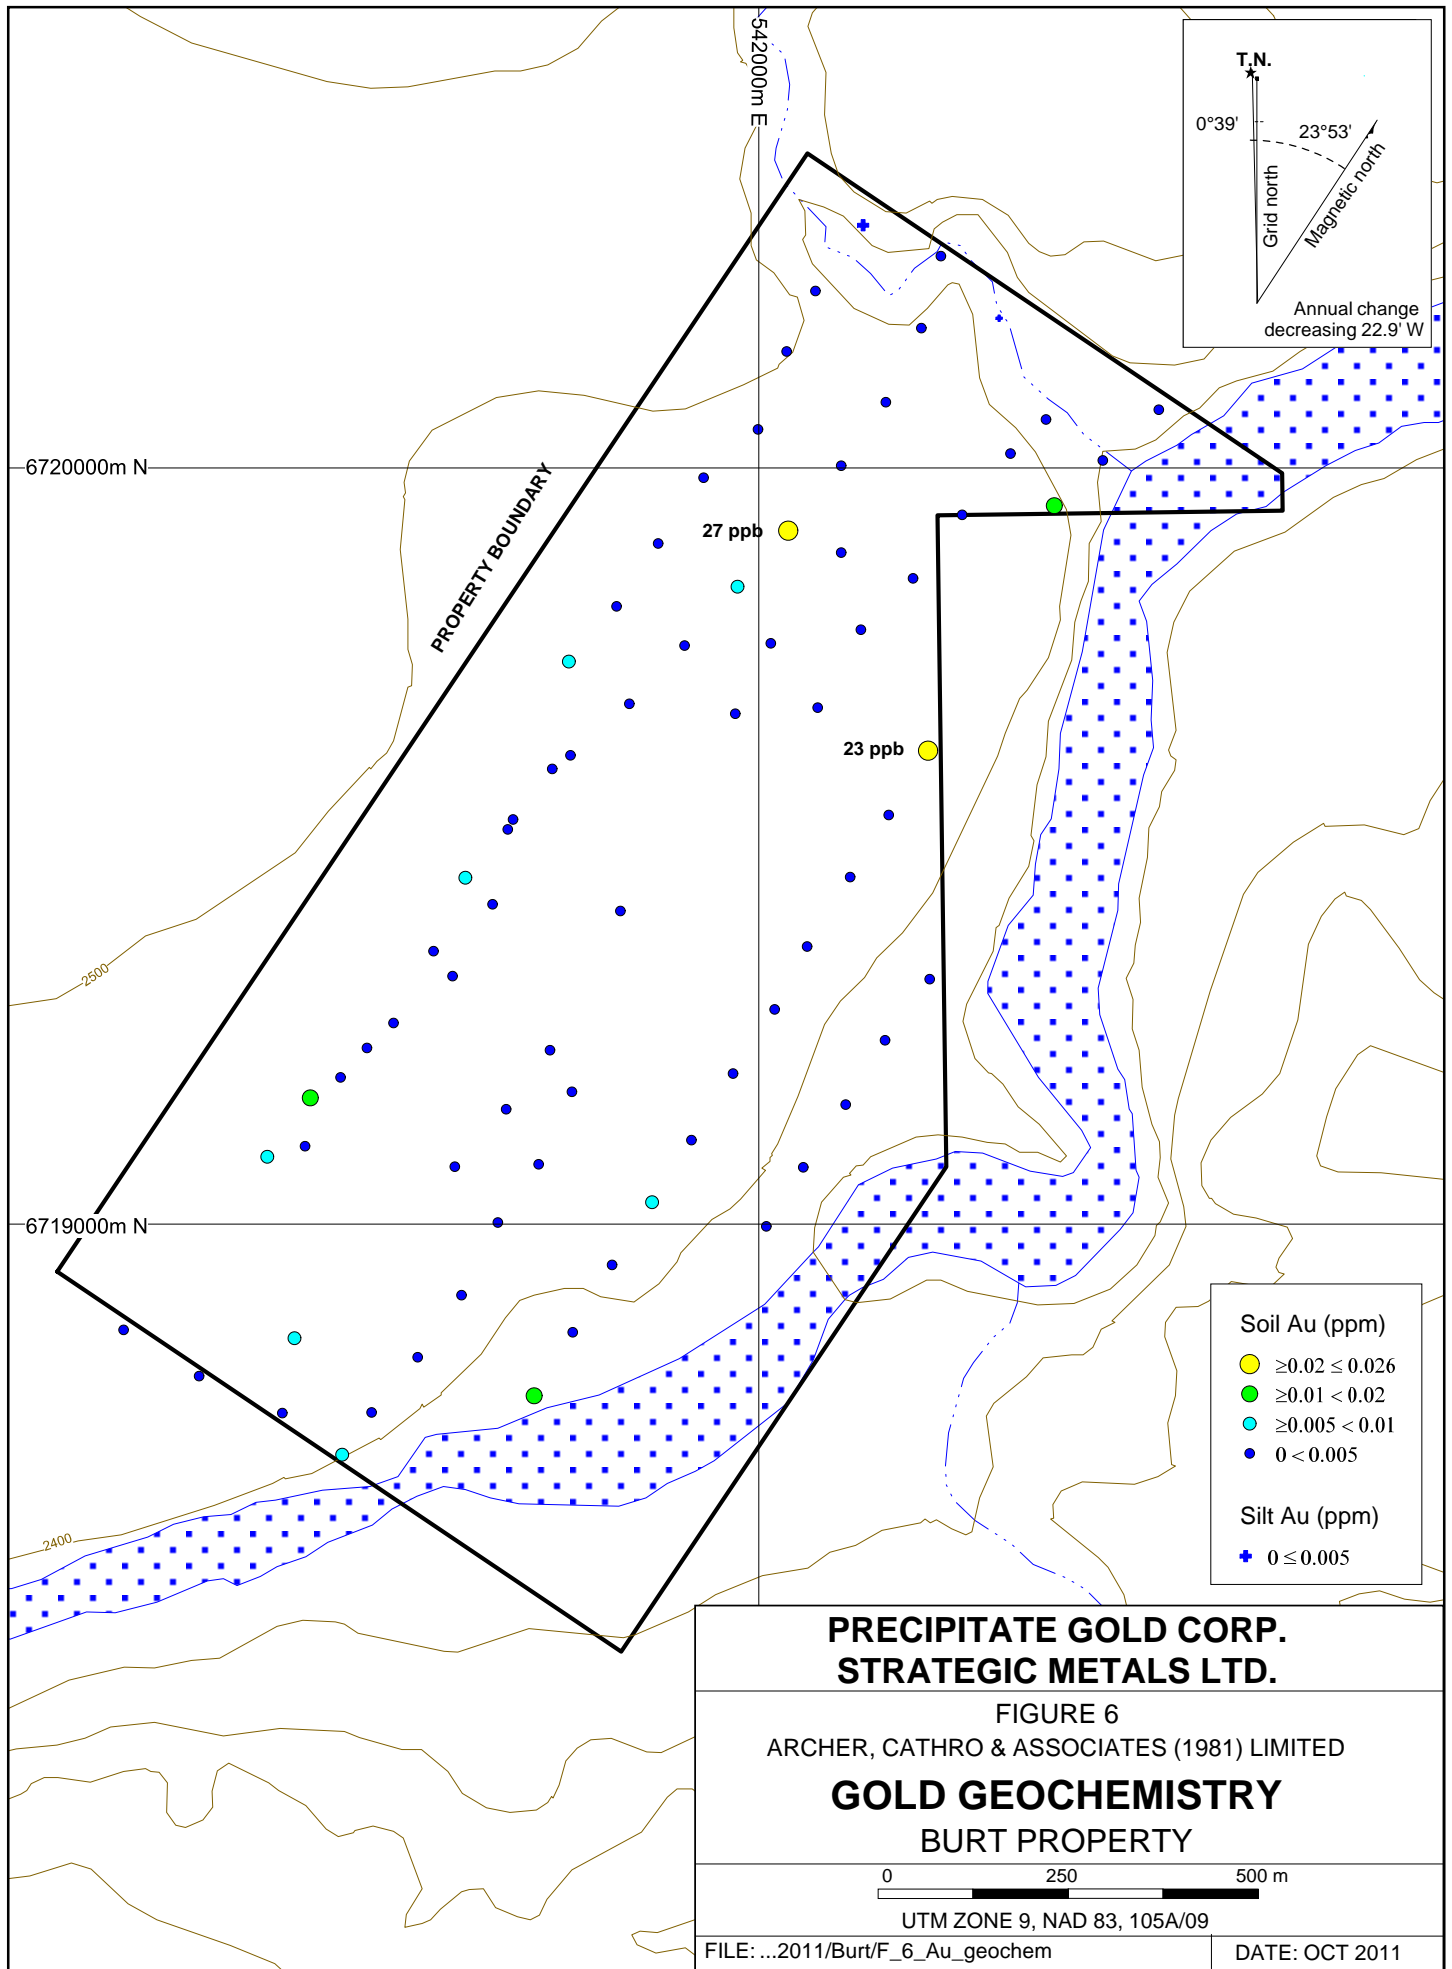 542000m E
T.N.
0°39'
23°53'
Grid north
Magnetic north
Annual change
decreasing 22.9' W
6720000m N
PROPERTY BOUNDARY
27 ppb
23 ppb
2500
6719000m N
2400
Soil Au (ppm)
≥0.02 ≤ 0.026
≥0.01 < 0.02
≥0.005 < 0.01
0 < 0.005
Silt Au (ppm)
0 ≤ 0.005
PRECIPITATE GOLD CORP.
STRATEGIC METALS LTD.
FIGURE 6
ARCHER, CATHRO & ASSOCIATES (1981) LIMITED
GOLD GEOCHEMISTRY
BURT PROPERTY
0 250 500 m
UTM ZONE 9, NAD 83, 105A/09
FILE: ...2011/Burt/F_6_Au_geochem
DATE: OCT 2011